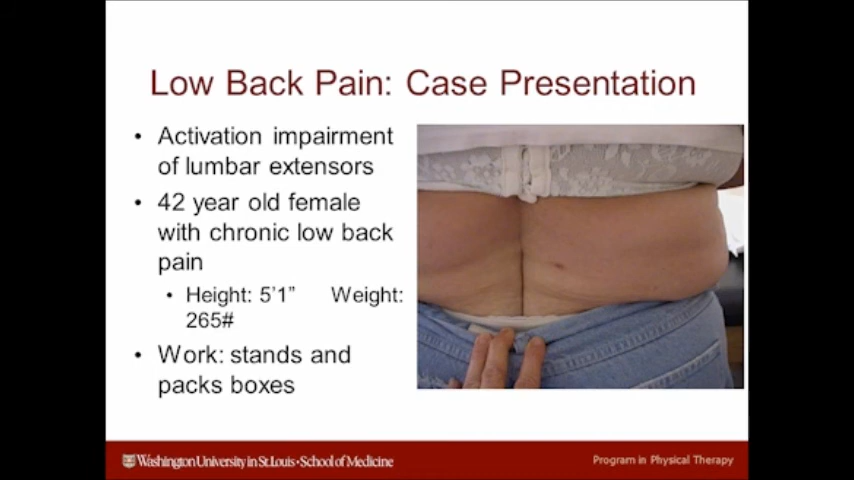 Low Back Pain: Case Presentation
• Activation impairment
of lumbar extensors
• 42 year old female
with chronic low back
pain
• Height: 5’1” Weight:
265#
• Work: stands and
packs boxes
Washington University in St. Louis • School of Medicine
Program in Physical Therapy